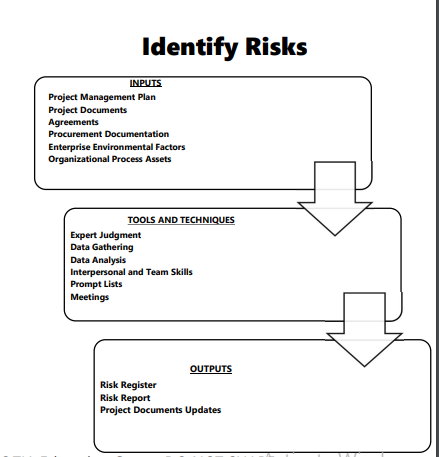 Identify Risks
INPUTS
Project Management Plan
Project Documents
Agreements
Procurement Documentation
Enterprise Environmental Factors
Organizational Process Assets
TOOLS AND TECHNIQUES
Expert Judgment
Data Gathering
Data Analysis
Interpersonal and Team Skills
Prompt Lists
Meetings
OUTPUTS
Risk Register
Risk Report
Project Documents Updates